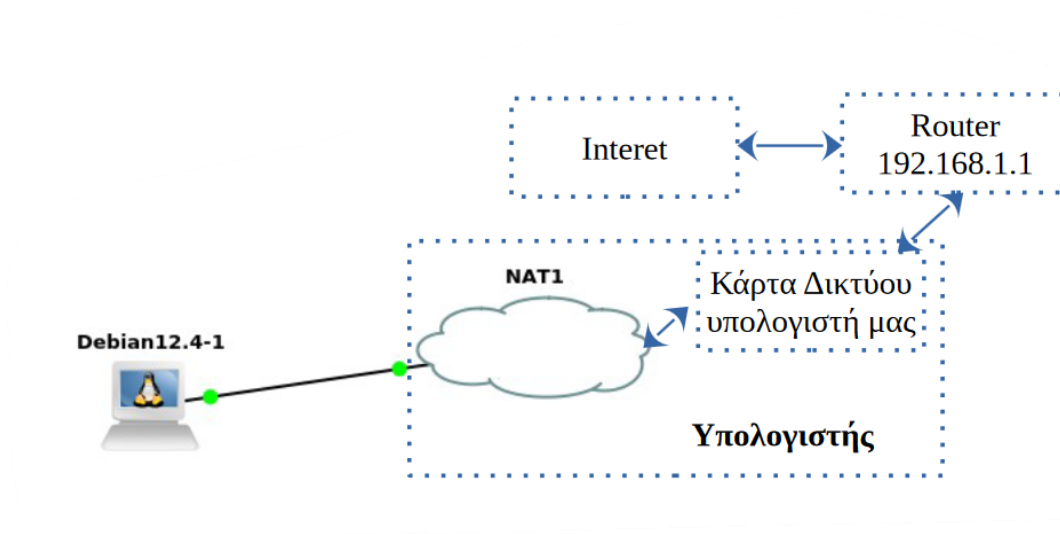 Interet
Router
192.168.1.1
NAT1
Κάρτα Δικτύου
υπολογιστή μας
Debian12.4-1
Υπολογιστής